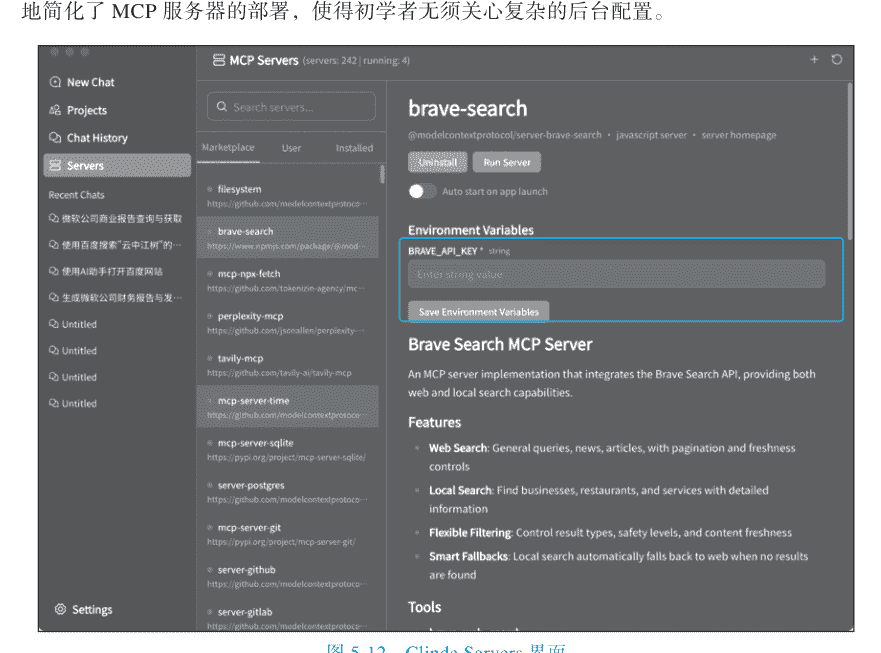 地简化了 MCP 服务器的部署，使得初学者无须关心复杂的后台配置。
MCP Servers (servers: 242 | running: 4)
New Chat
Projects
Chat History
Servers
Recent Chats
微软公司商业报告查询与获取
使用百度搜索“云中江树”的…
使用AI助手打开百度网站
生成微软公司财务报告与发…
Untitled
Untitled
Untitled
Untitled
Settings
Search servers...
Marketplace User Installed
filesystem
https://github.com/modelcontextprotoco…
brave-search
https://www.npmjs.com/package/@mod…
mcp-npx-fetch
https://github.com/tokenizin-agency/mc…
perplexity-mcp
https://github.com/jsonallen/perplexity-…
tavily-mcp
https://github.com/tavily-ai/tavily-mcp
mcp-server-time
https://github.com/modelcontextprotoco…
mcp-server-sqlite
https://pypi.org/project/mcp-server-sqlite/
server-postgres
https://github.com/modelcontextprotoco…
mcp-server-git
https://pypi.org/project/mcp-server-git/
server-github
https://github.com/modelcontextprotoco…
server-gitlab
https://github.com/modelcontextprotoco…
brave-search
@modelcontextprotocol/server-brave-search • javascript server • server homepage
Uninstall Run Server
Auto start on app launch
Environment Variables
BRAVE_API_KEY * string
Enter string value
Save Environment Variables
Brave Search MCP Server
An MCP server implementation that integrates the Brave Search API, providing both
web and local search capabilities.
Features
Web Search: General queries, news, articles, with pagination and freshness
controls
Local Search: Find businesses, restaurants, and services with detailed
information
Flexible Filtering: Control result types, safety levels, and content freshness
Smart Fallbacks: Local search automatically falls back to web when no results
are found
Tools
图 5-12 Clinde Servers 界面